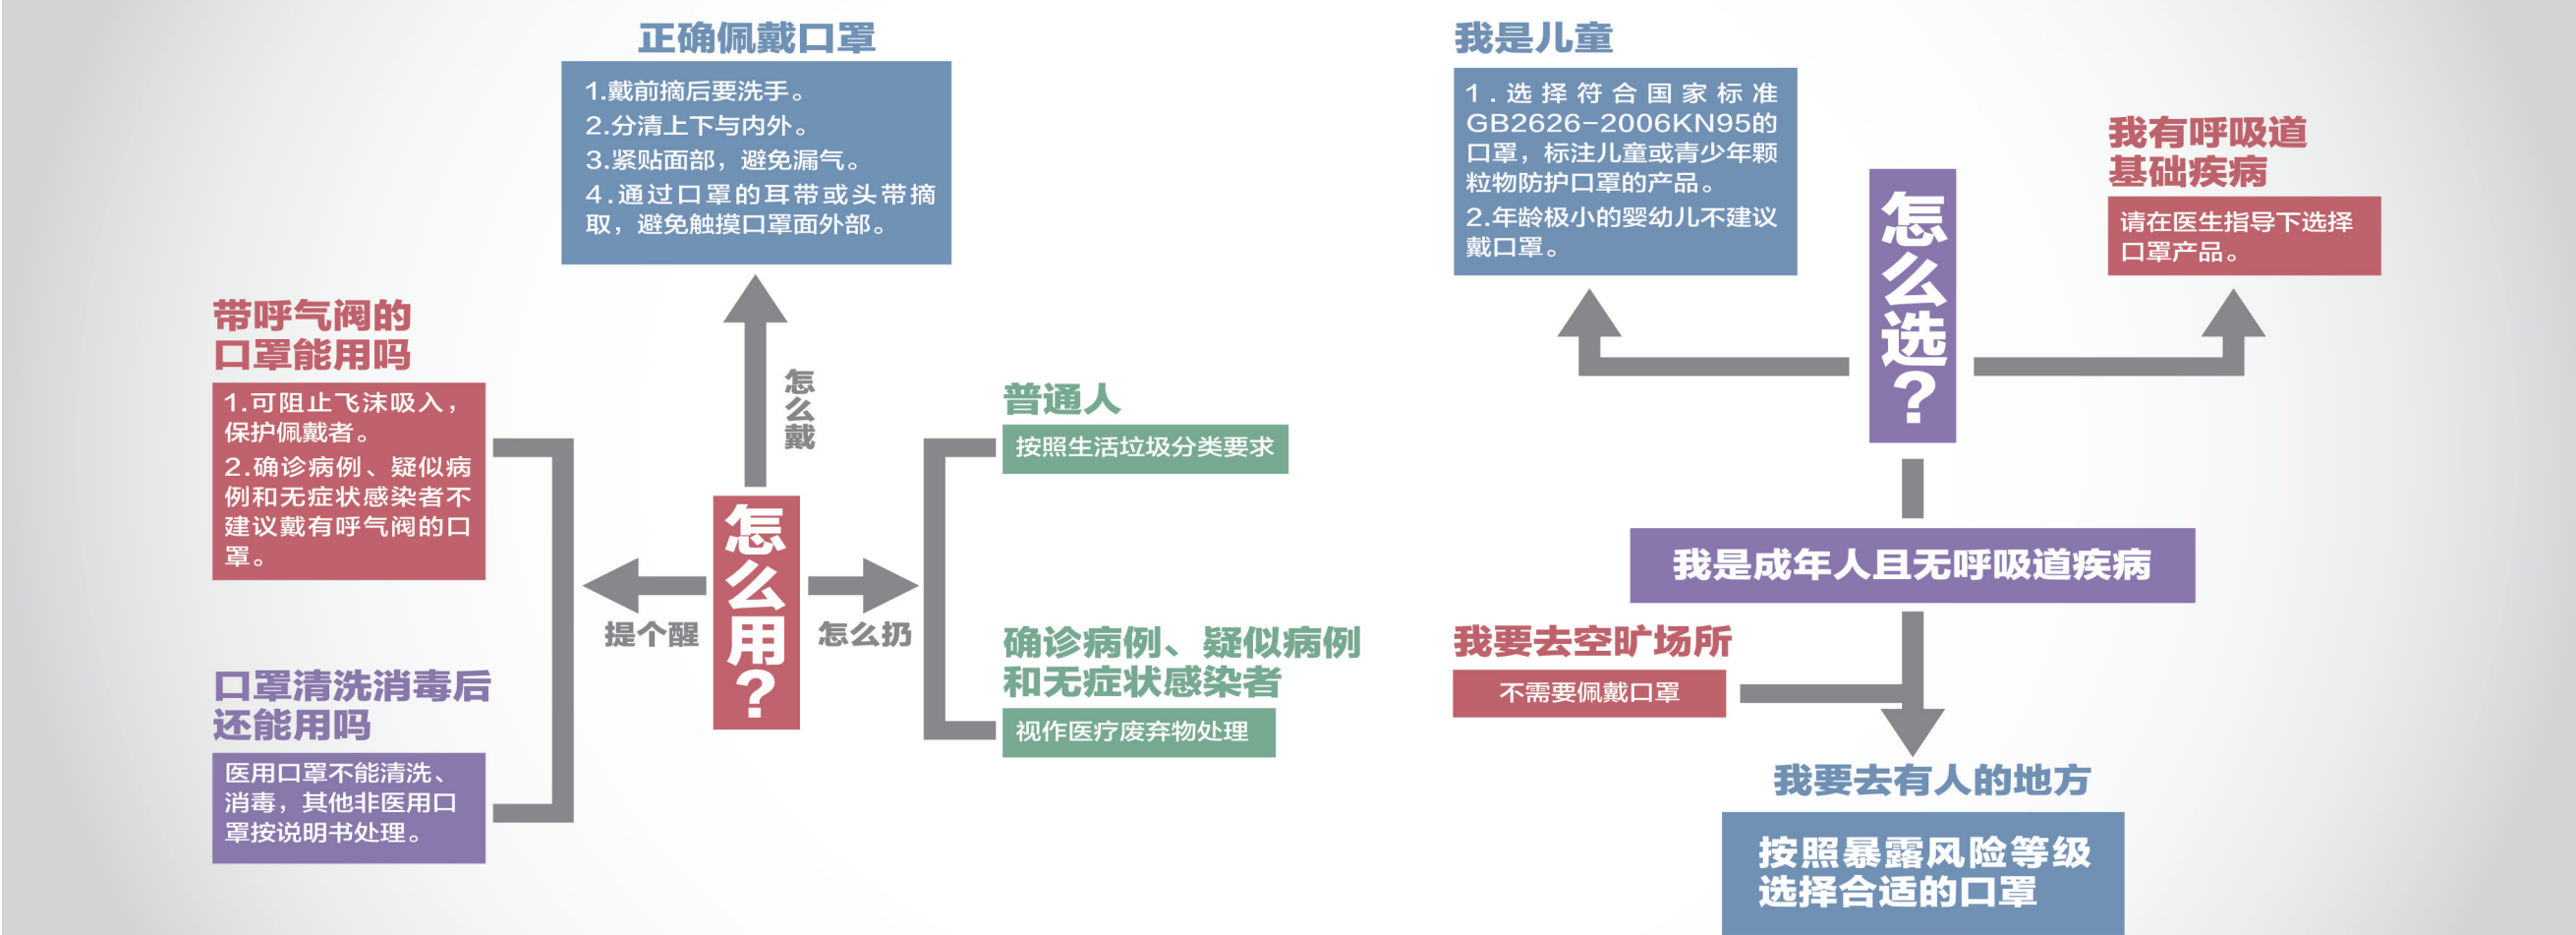 正确佩戴口罩
1.戴前摘后要洗手。
2.分清上下与内外。
3.紧贴面部，避免漏气。
4.通过口罩的耳带或头带摘
取，避免触摸口罩面外部。
带呼气阀的
口罩能用吗
1.可阻止飞沫吸入，
保护佩戴者。
2.确诊病例、疑似病
例和无症状感染者不
建议戴有呼气阀的口
罩。
口罩清洗消毒后
还能用吗
医用口罩不能清洗、
消毒，其他非医用口
罩按说明书处理。
怎么戴
提个醒
怎么用？
怎么扔
普通人
按照生活垃圾分类要求
确诊病例、疑似病例
和无症状感染者
视作医疗废弃物处理
我是儿童
1.选择符合国家标准
GB2626-2006KN95的
口罩，标注儿童或青少年颗
粒物防护口罩的产品。
2.年龄极小的婴幼儿不建议
戴口罩。
怎么选？
我有呼吸道
基础疾病
请在医生指导下选择
口罩产品。
我是成年人且无呼吸道疾病
我要去空旷场所
不需要佩戴口罩
我要去有人的地方
按照暴露风险等级
选择合适的口罩